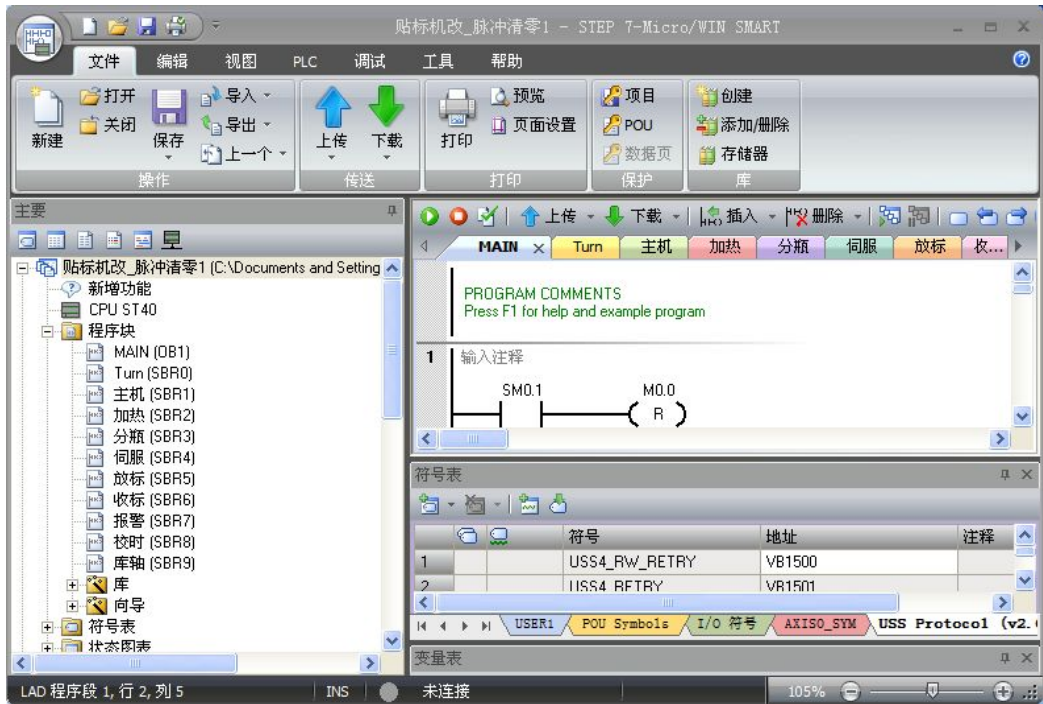 贴标机改_脉冲清零1 - STEP 7-Micro/WIN SMART
文件 编辑 视图 PLC 调试 工具 帮助
新建
打开
关闭
保存
导入
导出
上一个
操作
上传
下载
传送
打印
预览
页面设置
打印
项目
POU
数据页
保护
创建
添加/删除
存储器
库
主要
贴标机改_脉冲清零1 (C:\Documents and Setting
新增功能
CPU ST40
程序块
MAIN (OB1)
Turn (SBR0)
主机 (SBR1)
加热 (SBR2)
分瓶 (SBR3)
伺服 (SBR4)
放标 (SBR5)
收标 (SBR6)
报警 (SBR7)
校时 (SBR8)
库轴 (SBR9)
库
向导
符号表
状态图表
上传 下载 插入 删除
MAIN Turn 主机 加热 分瓶 伺服 放标 收...
PROGRAM COMMENTS
Press F1 for help and example program
1 输入注释
SM0.1 M0.0
R
符号表
符号 地址 注释
1 USS4_RW_RETRY VB1500
2 USS4_RETRY VB1501
USER1 POU Symbols I/O 符号 AXIS0_SYM USS Protocol (v2.
变量表
LAD 程序段 1, 行 2, 列 5 INS 未连接 105%